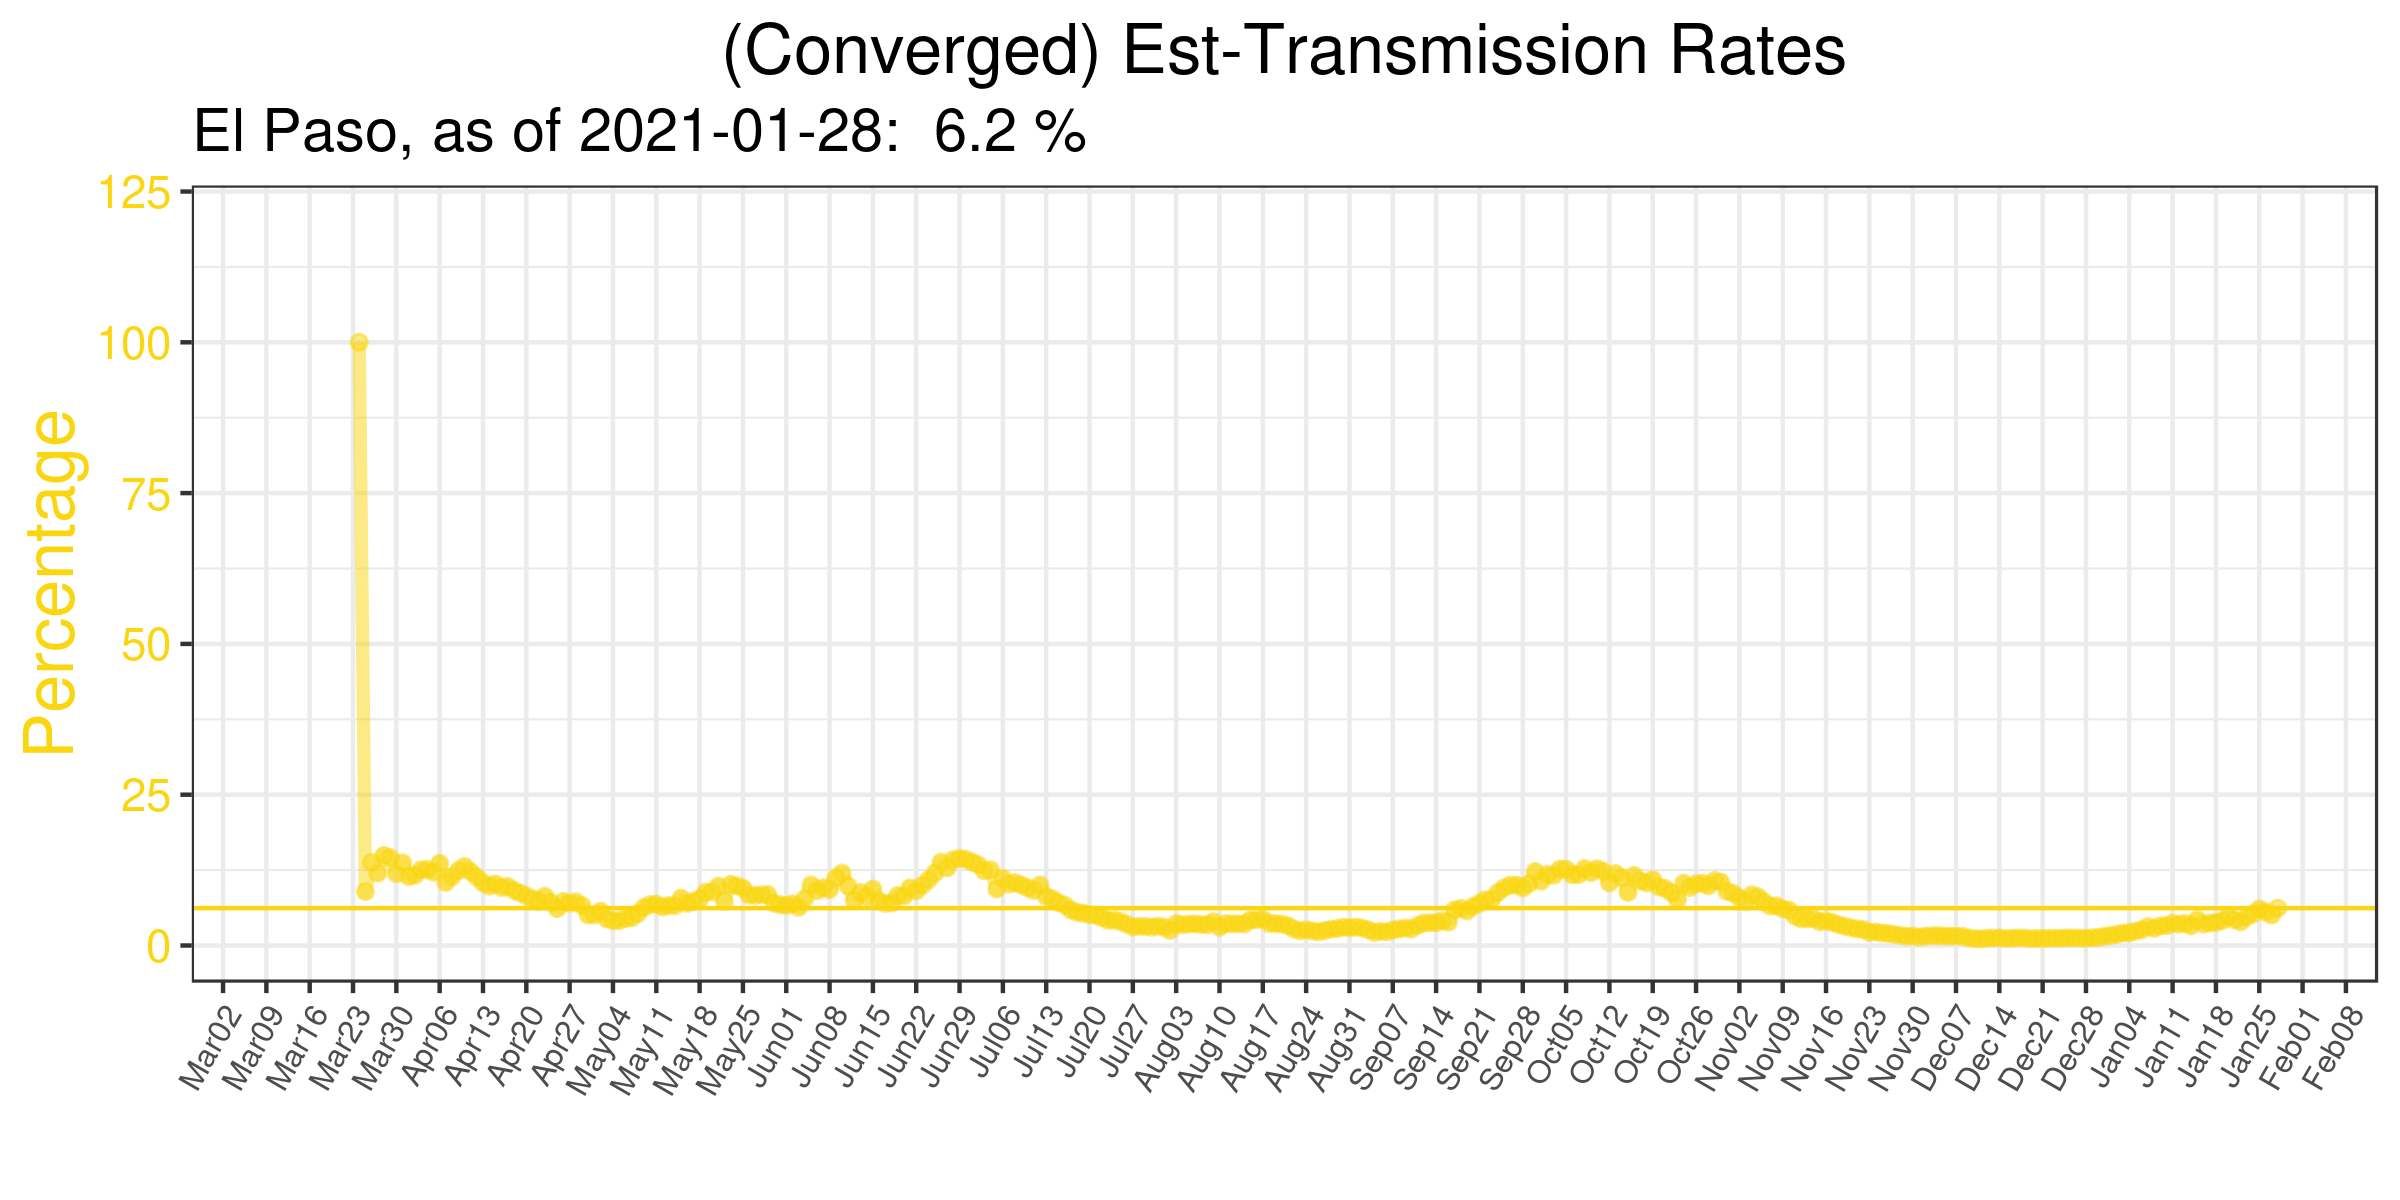 (Converged) Est-Transmission Rates
El Paso, as of 2021-01-28:  6.2 %
Percentage
125
100
75
50
25
0
Mar02
Mar09
Mar16
Mar23
Mar30
Apr06
Apr13
Apr20
Apr27
May04
May11
May18
May25
Jun01
Jun08
Jun15
Jun22
Jun29
Jul06
Jul13
Jul20
Jul27
Aug03
Aug10
Aug17
Aug24
Aug31
Sep07
Sep14
Sep21
Sep28
Oct05
Oct12
Oct19
Oct26
Nov02
Nov09
Nov16
Nov23
Nov30
Dec07
Dec14
Dec21
Dec28
Jan04
Jan11
Jan18
Jan25
Feb01
Feb08